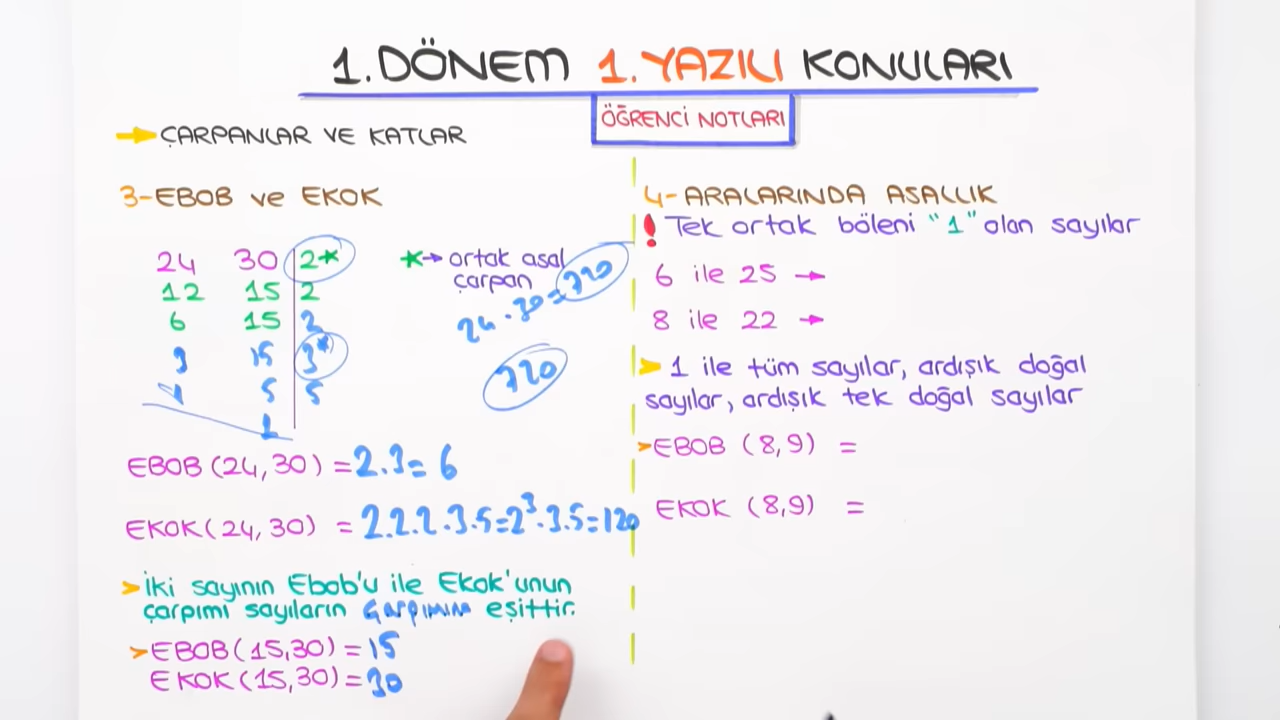 1.DÖNEM 1.YAZILI KONULARI
ÖĞRENCİ NOTLARI
ÇARPANLAR VE KATLAR
3-EBOB ve EKOK
24 30 2*
12 15 2
6 15 2
3 15 3*
1 5 5
1
*→ ortak asal
çarpan
24.30=720
720
EBOB(24,30) =2.3= 6
EKOK(24,30) =2.2.2.3.5=2³.3.5=120
> İki sayının Ebob'u ile Ekok'unun
çarpımı sayıların çarpımına eşittir.
> EBOB(15,30)=15
EKOK(15,30)=30
4-ARALARINDA ASALLIK
! Tek ortak böleni "1" olan sayılar
6 ile 25 →
8 ile 22 →
> 1 ile tüm sayılar, ardışık doğal
sayılar, ardışık tek doğal sayılar
> EBOB (8,9) =
EKOK (8,9) =